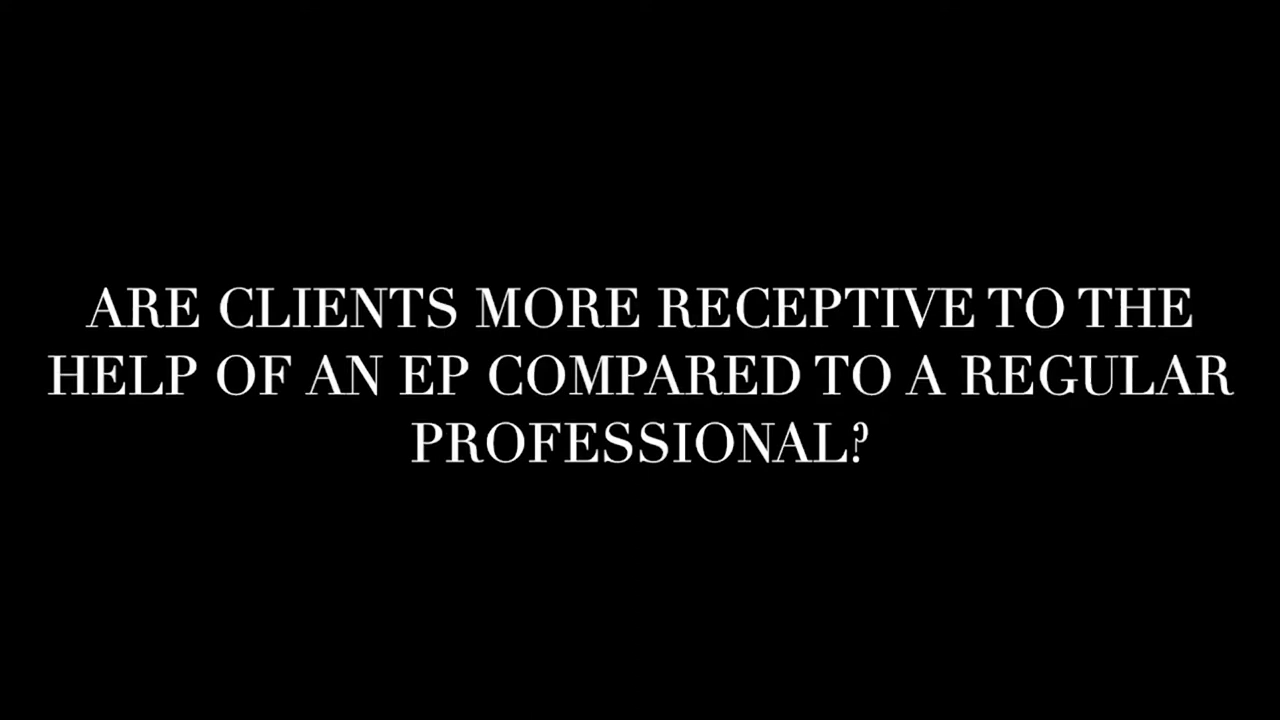 ARE CLIENTS MORE RECEPTIVE TO THE
HELP OF AN EP COMPARED TO A REGULAR
PROFESSIONAL?